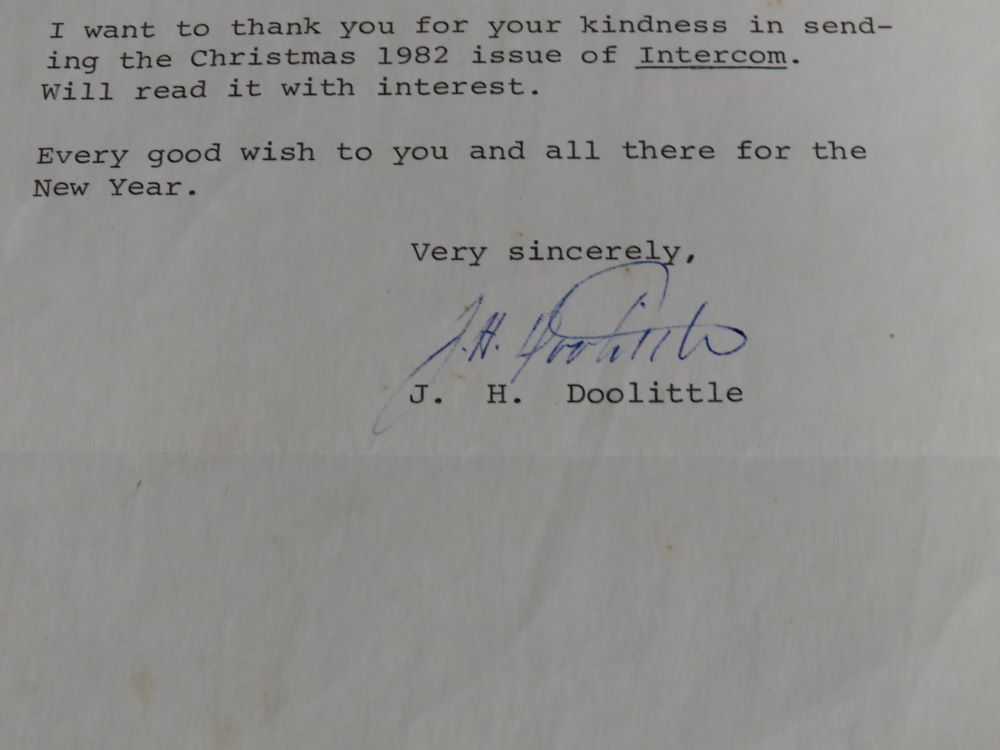 I want to thank you for your kindness in send-
ing the Christmas 1982 issue of Intercom.
Will read it with interest.
Every good wish to you and all there for the
New Year.
Very sincerely,
J.H. Doolittle
J. H. Doolittle